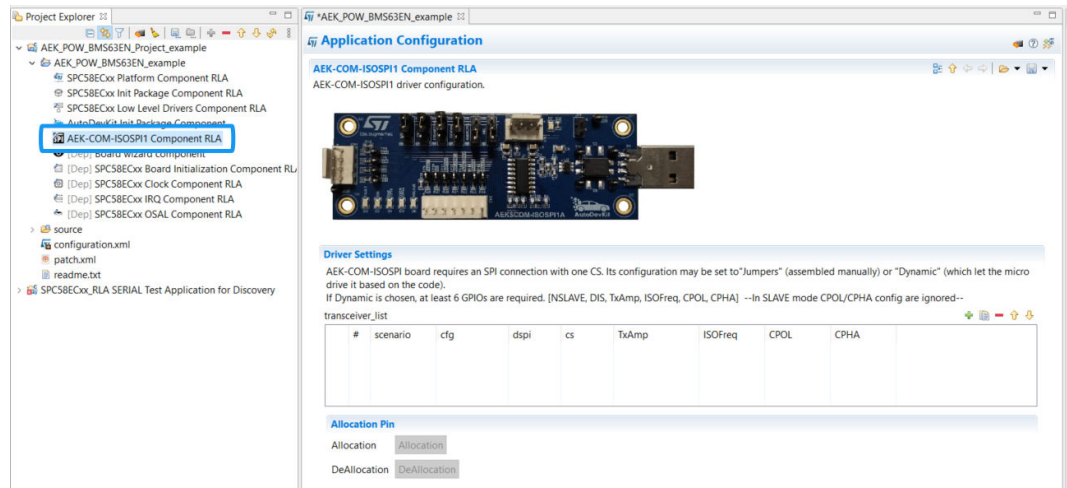 Project Explorer
AEK_POW_BMS63EN_Project_example
AEK_POW_BMS63EN_example
SPC58ECxx Platform Component RLA
SPC58ECxx Init Package Component RLA
SPC58ECxx Low Level Drivers Component RLA
AutoDevKit Init Package Component
AEK-COM-ISOSPI1 Component RLA
[Dep] Board wizard component
[Dep] SPC58ECxx Board Initialization Component RL
[Dep] SPC58ECxx Clock Component RLA
[Dep] SPC58ECxx IRQ Component RLA
[Dep] SPC58ECxx OSAL Component RLA
source
configuration.xml
patch.xml
readme.txt
SPC58ECxx_RLA SERIAL Test Application for Discovery
*AEK_POW_BMS63EN_example
Application Configuration
AEK-COM-ISOSPI1 Component RLA
AEK-COM-ISOSPI1 driver configuration.
AutoDevKit
Driver Settings
AEK-COM-ISOSPI board requires an SPI connection with one CS. Its configuration may be set to"Jumpers" (assembled manually) or "Dynamic" (which let the micro
drive it based on the code).
If Dynamic is chosen, at least 6 GPIOs are required. [NSLAVE, DIS, TxAmp, ISOFreq, CPOL, CPHA] --In SLAVE mode CPOL/CPHA config are ignored--
transceiver_list
# scenario cfg dspi cs TxAmp ISOFreq CPOL CPHA
Allocation Pin
Allocation Allocation
DeAllocation DeAllocation